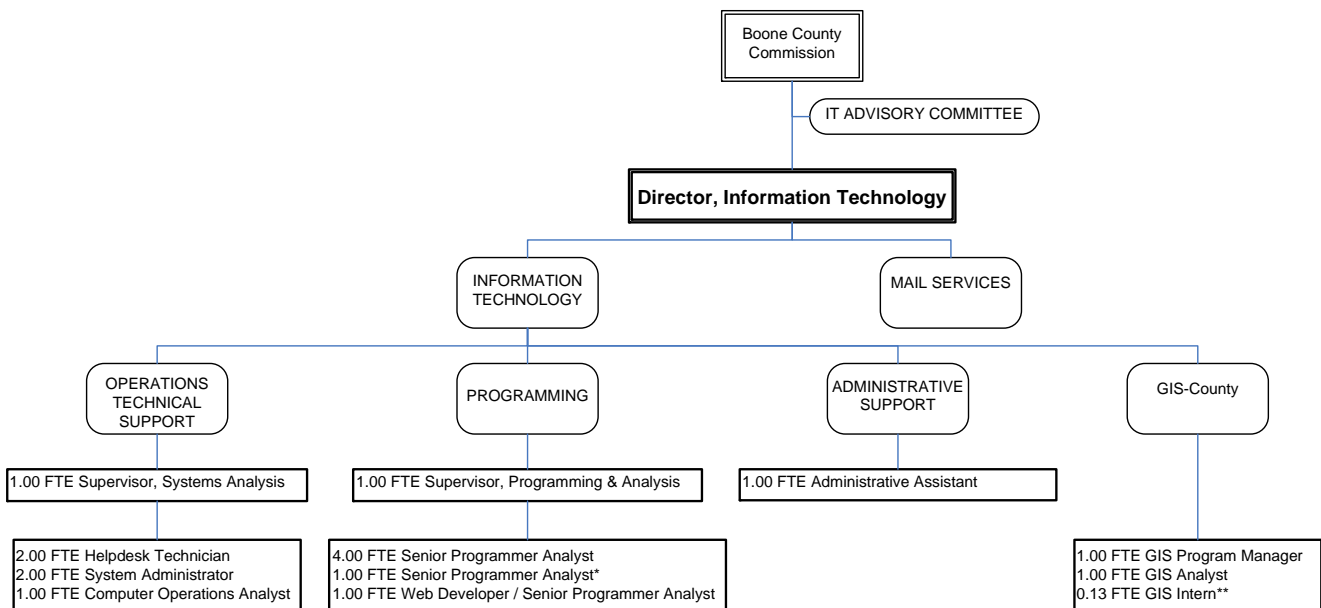 Boone County
Commission
IT ADVISORY COMMITTEE
Director, Information Technology
INFORMATION
TECHNOLOGY
MAIL SERVICES
OPERATIONS
TECHNICAL
SUPPORT
PROGRAMMING
ADMINISTRATIVE
SUPPORT
GIS-County
1.00 FTE Supervisor, Systems Analysis
1.00 FTE Supervisor, Programming & Analysis
1.00 FTE Administrative Assistant
2.00 FTE Helpdesk Technician
2.00 FTE System Administrator
1.00 FTE Computer Operations Analyst
4.00 FTE Senior Programmer Analyst
1.00 FTE Senior Programmer Analyst*
1.00 FTE Web Developer / Senior Programmer Analyst
1.00 FTE GIS Program Manager
1.00 FTE GIS Analyst
0.13 FTE GIS Intern**